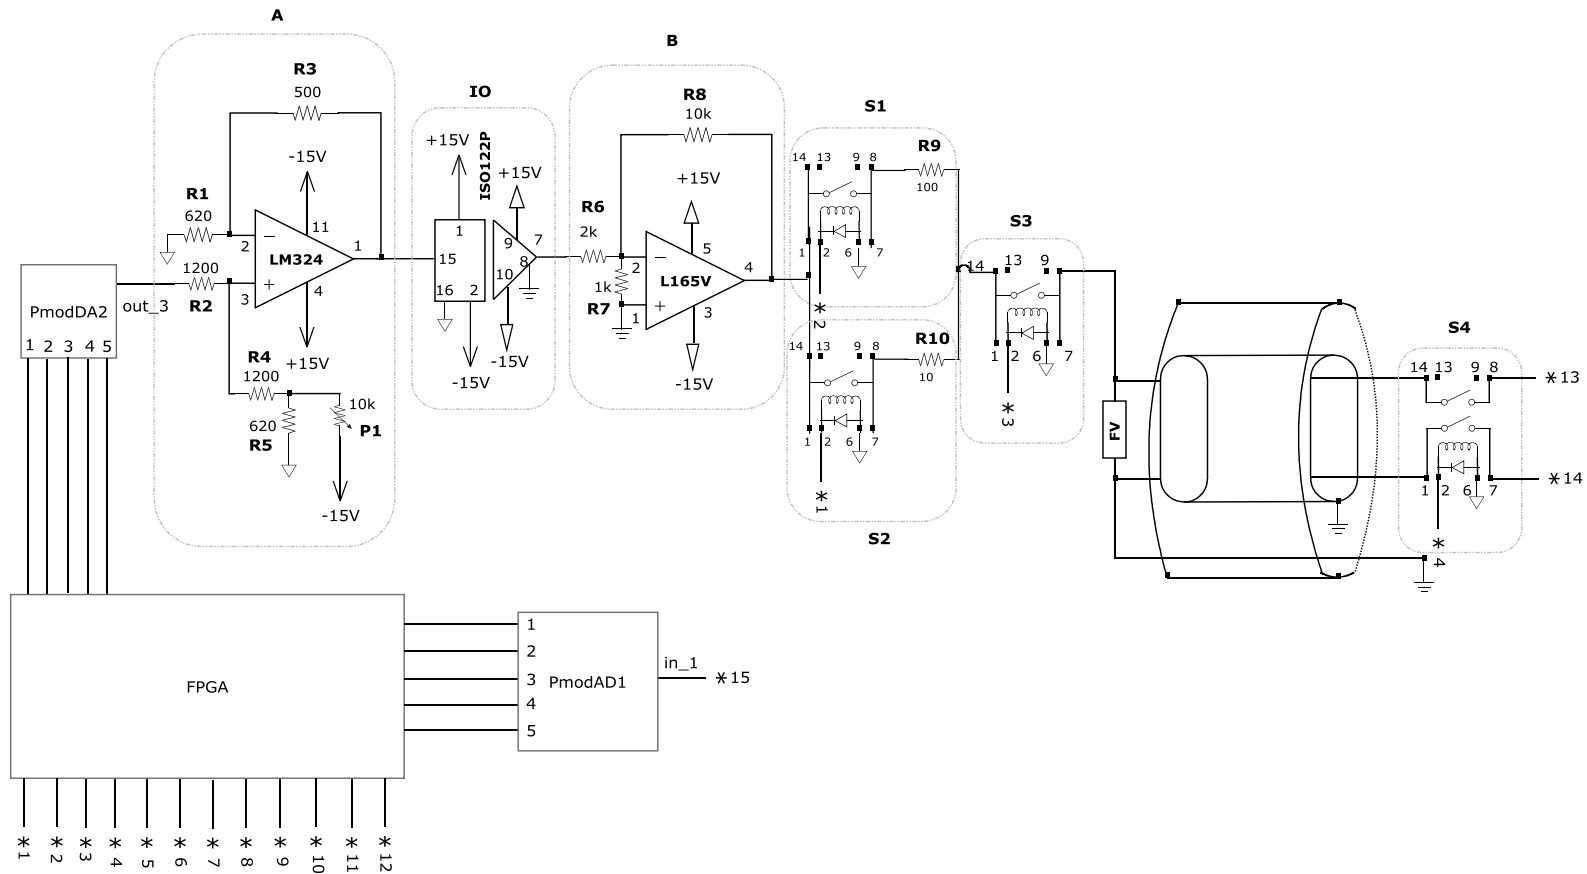 A
R3
500
-15V
R1
620
11
2
LM324
1
1200
R2
3
4
+15V
R4
1200
620
R5
10k
P1
-15V
PmodDA2
out_3
1 2 3 4 5
IO
+15V
ISO122P
+15V
1
15
16 2
9
7
8
10
-15V
-15V
B
R8
10k
+15V
R6
2k
5
2
L165V
4
1k
R7
1
3
-15V
S1
14 13 9 8
R9
100
1 2 6 7
*2
R10
14 13 9 8
10
1 2 6 7
*1
S2
S3
14 13 9
1 2 6 7
*3
FV
S4
14 13 9 8
*13
1 2 6 7
*14
*4
FPGA
1
2
3
4
5
PmodAD1
in_1
*15
*1 *2 *3 *4 *5 *6 *7 *8 *9 *10 *11 *12